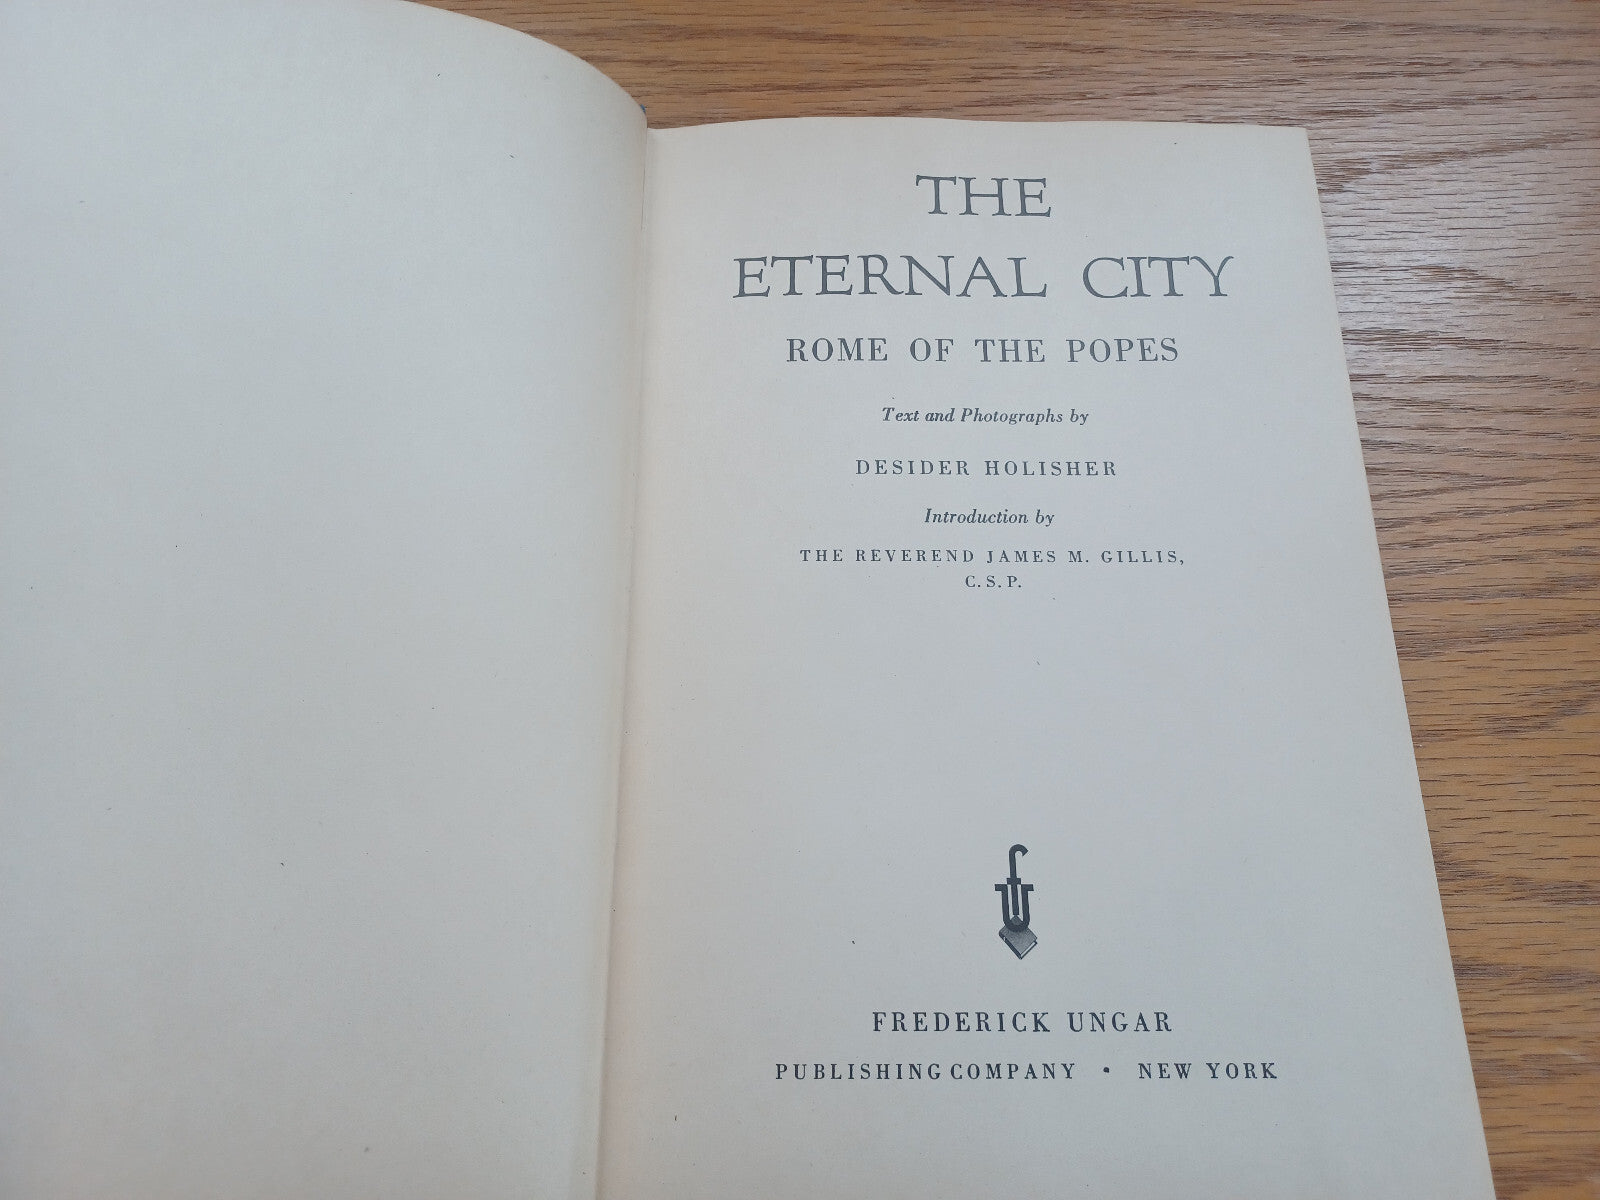 THE
ETERNAL CITY
ROME OF THE POPES
Text and Photographs by
DESIDER HOLISHER
Introduction by
THE REVEREND JAMES M. GILLIS,
C.S.P.
fu
FREDERICK UNGAR
PUBLISHING COMPANY • NEW YORK